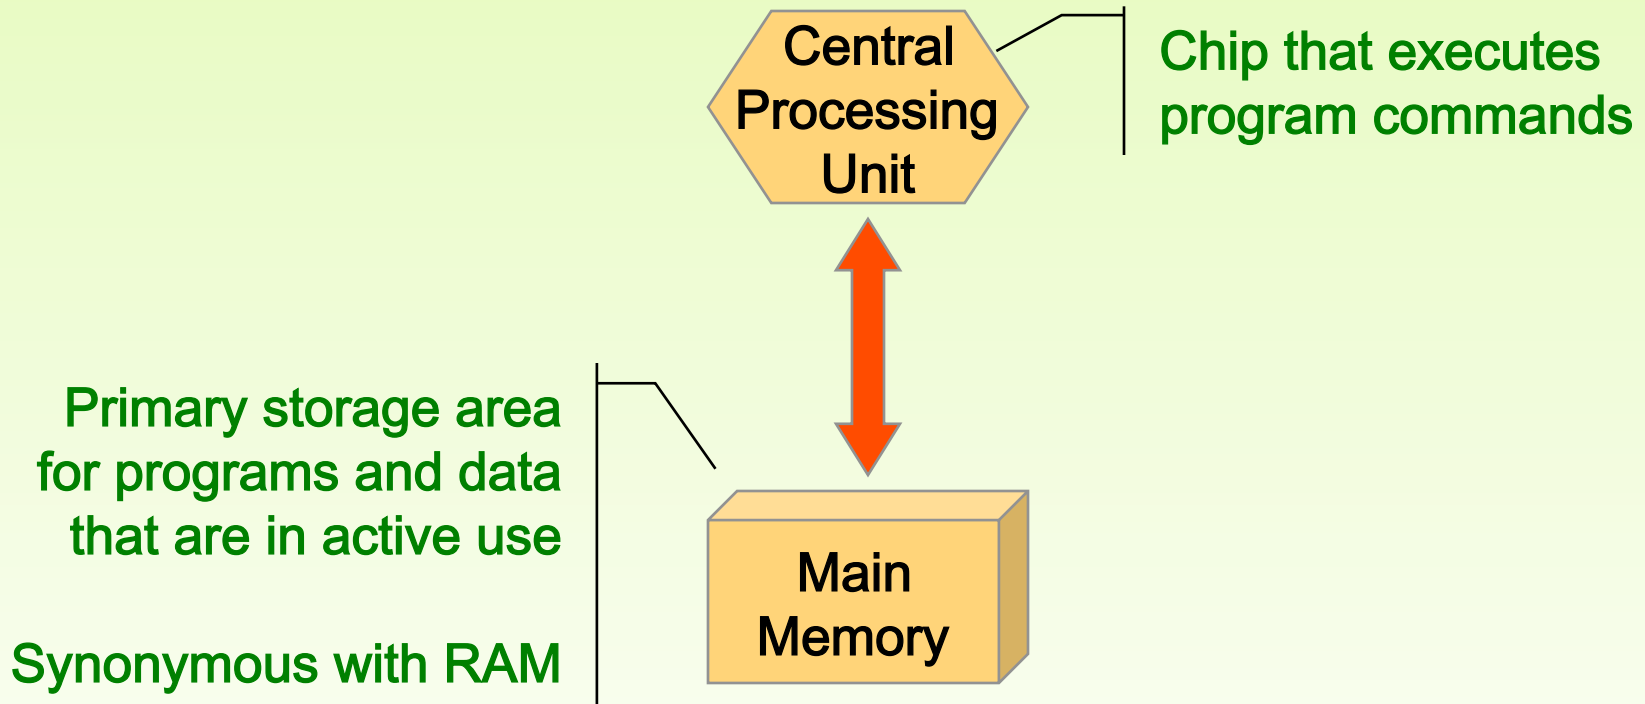 Central
Processing
Unit
Chip that executes
program commands
Primary storage area
for programs and data
that are in active use
Synonymous with RAM
Main
Memory